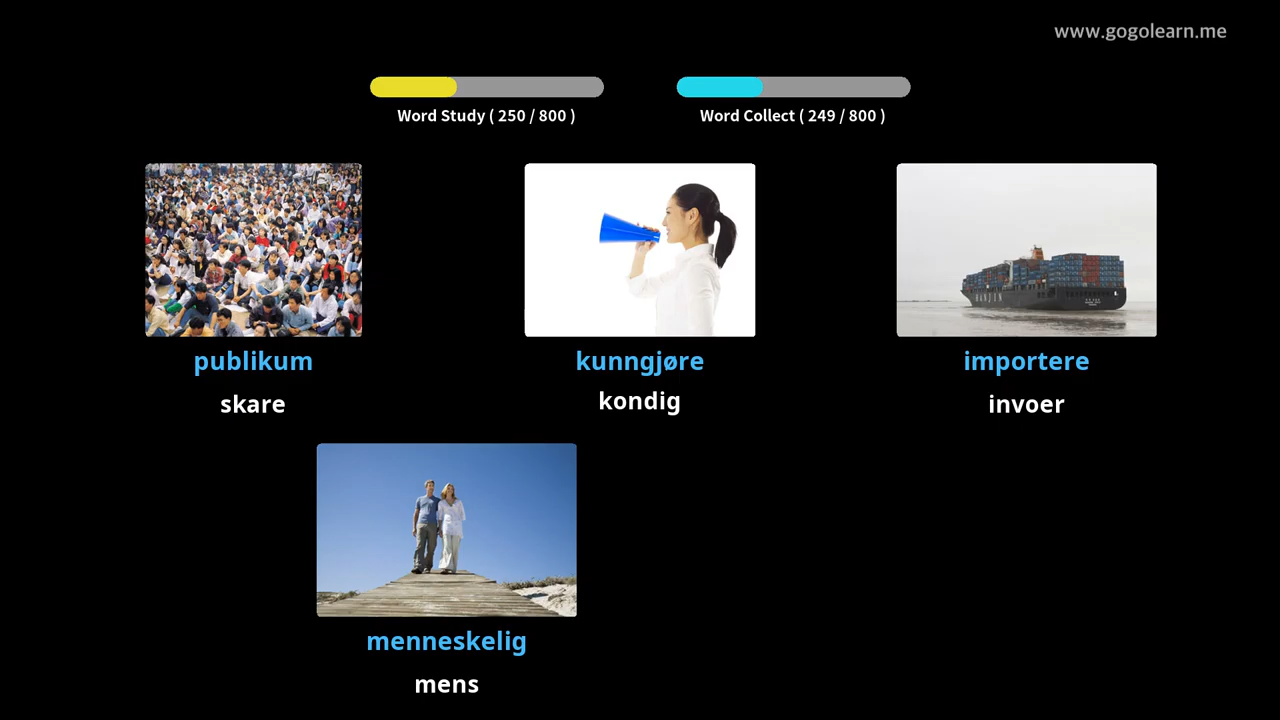 www.gogolearn.me
Word Study ( 250 / 800 )
Word Collect ( 249 / 800 )
publikum
kunngjøre
importere
skare
kondig
invoer
HANJIN
menneskelig
mens